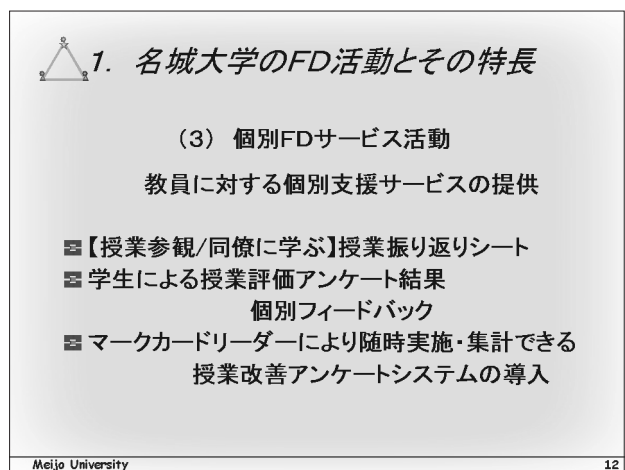 1. 名城大学のFD活動とその特長
(3) 個別FDサービス活動
教員に対する個別支援サービスの提供
【授業参観/同僚に学ぶ】授業振り返りシート
学生による授業評価アンケート結果
個別フィードバック
マークカードリーダーにより随時実施・集計できる
授業改善アンケートシステムの導入
Meijo University
12